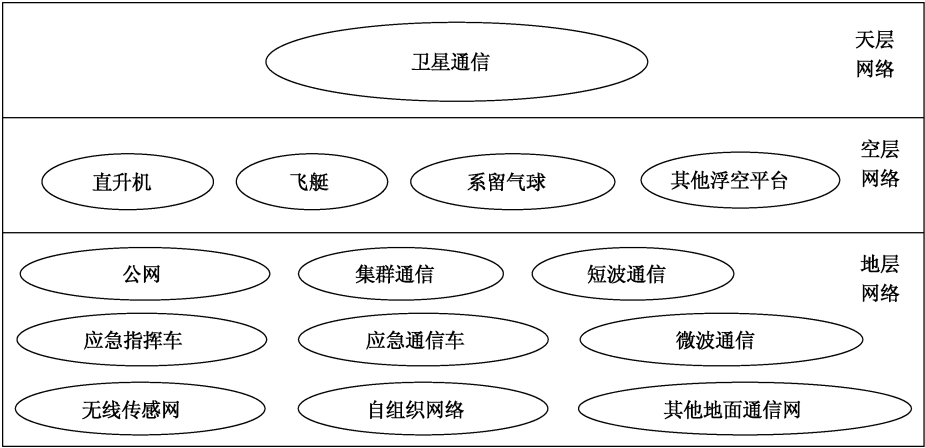 卫星通信
天层
网络
直升机
飞艇
系留气球
其他浮空平台
空层
网络
公网
集群通信
短波通信
地层
网络
应急指挥车
应急通信车
微波通信
无线传感网
自组织网络
其他地面通信网